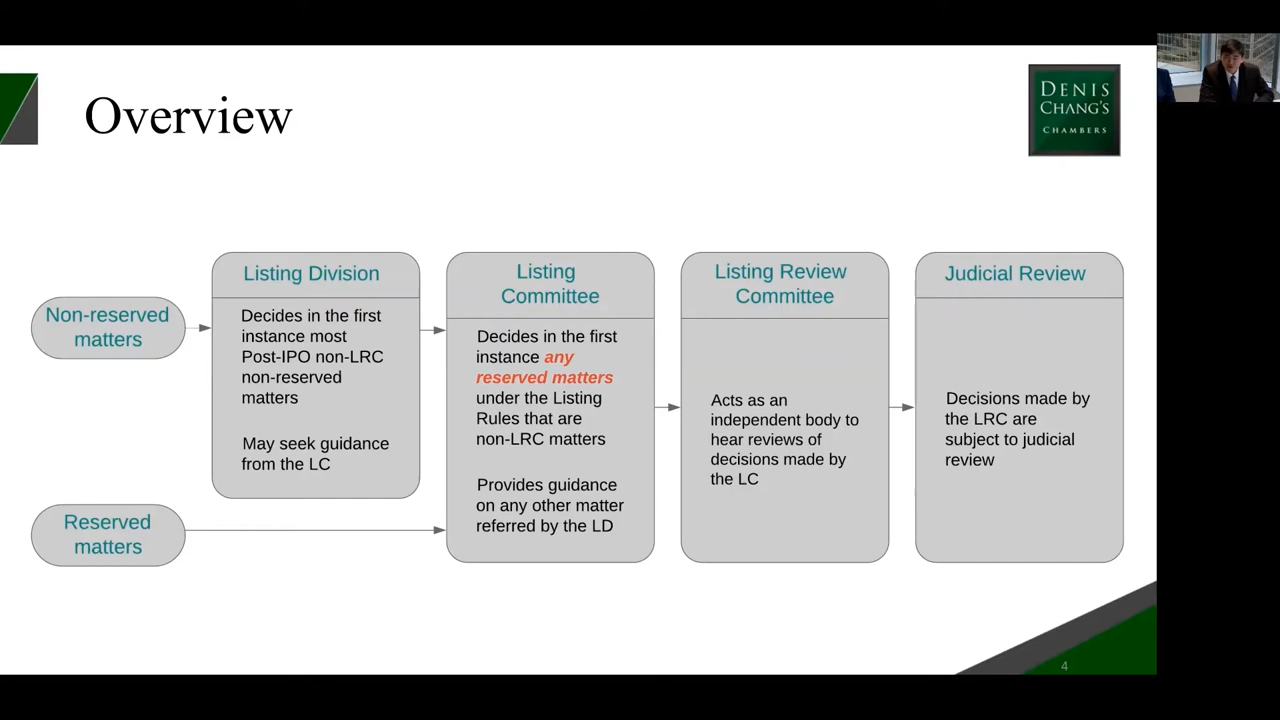 Overview
DENIS
CHANG'S
CHAMBERS
Non-reserved
matters
Reserved
matters
Listing Division
Decides in the first
instance most
Post-IPO non-LRC
non-reserved
matters
May seek guidance
from the LC
Listing
Committee
Decides in the first
instance any
reserved matters
under the Listing
Rules that are
non-LRC matters
Provides guidance
on any other matter
referred by the LD
Listing Review
Committee
Acts as an
independent body to
hear reviews of
decisions made by
the LC
Judicial Review
Decisions made by
the LRC are
subject to judicial
review
4